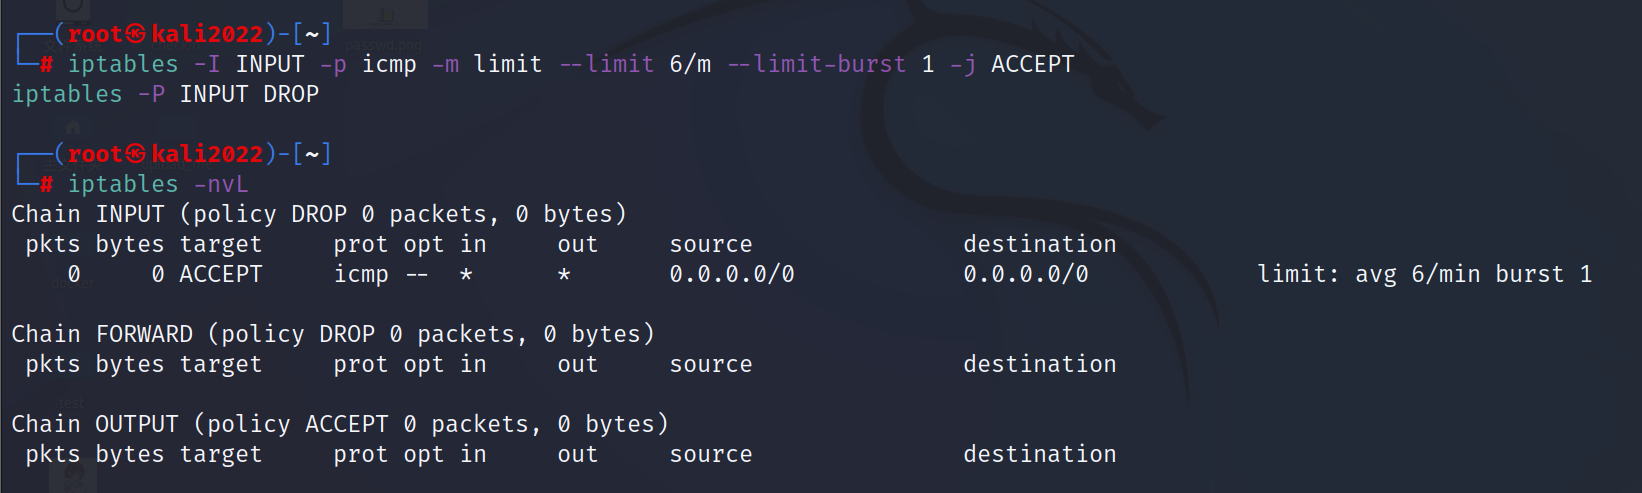 ┌──(root㉿kali2022)-[~]
└─# iptables -I INPUT -p icmp -m limit --limit 6/m --limit-burst 1 -j ACCEPT
iptables -P INPUT DROP
┌──(root㉿kali2022)-[~]
└─# iptables -nvL
Chain INPUT (policy DROP 0 packets, 0 bytes)
 pkts bytes target     prot opt in     out     source               destination
    0     0 ACCEPT     icmp --  *      *       0.0.0.0/0            0.0.0.0/0            limit: avg 6/min burst 1
Chain FORWARD (policy DROP 0 packets, 0 bytes)
 pkts bytes target     prot opt in     out     source               destination
Chain OUTPUT (policy ACCEPT 0 packets, 0 bytes)
 pkts bytes target     prot opt in     out     source               destination
passwd.png
test